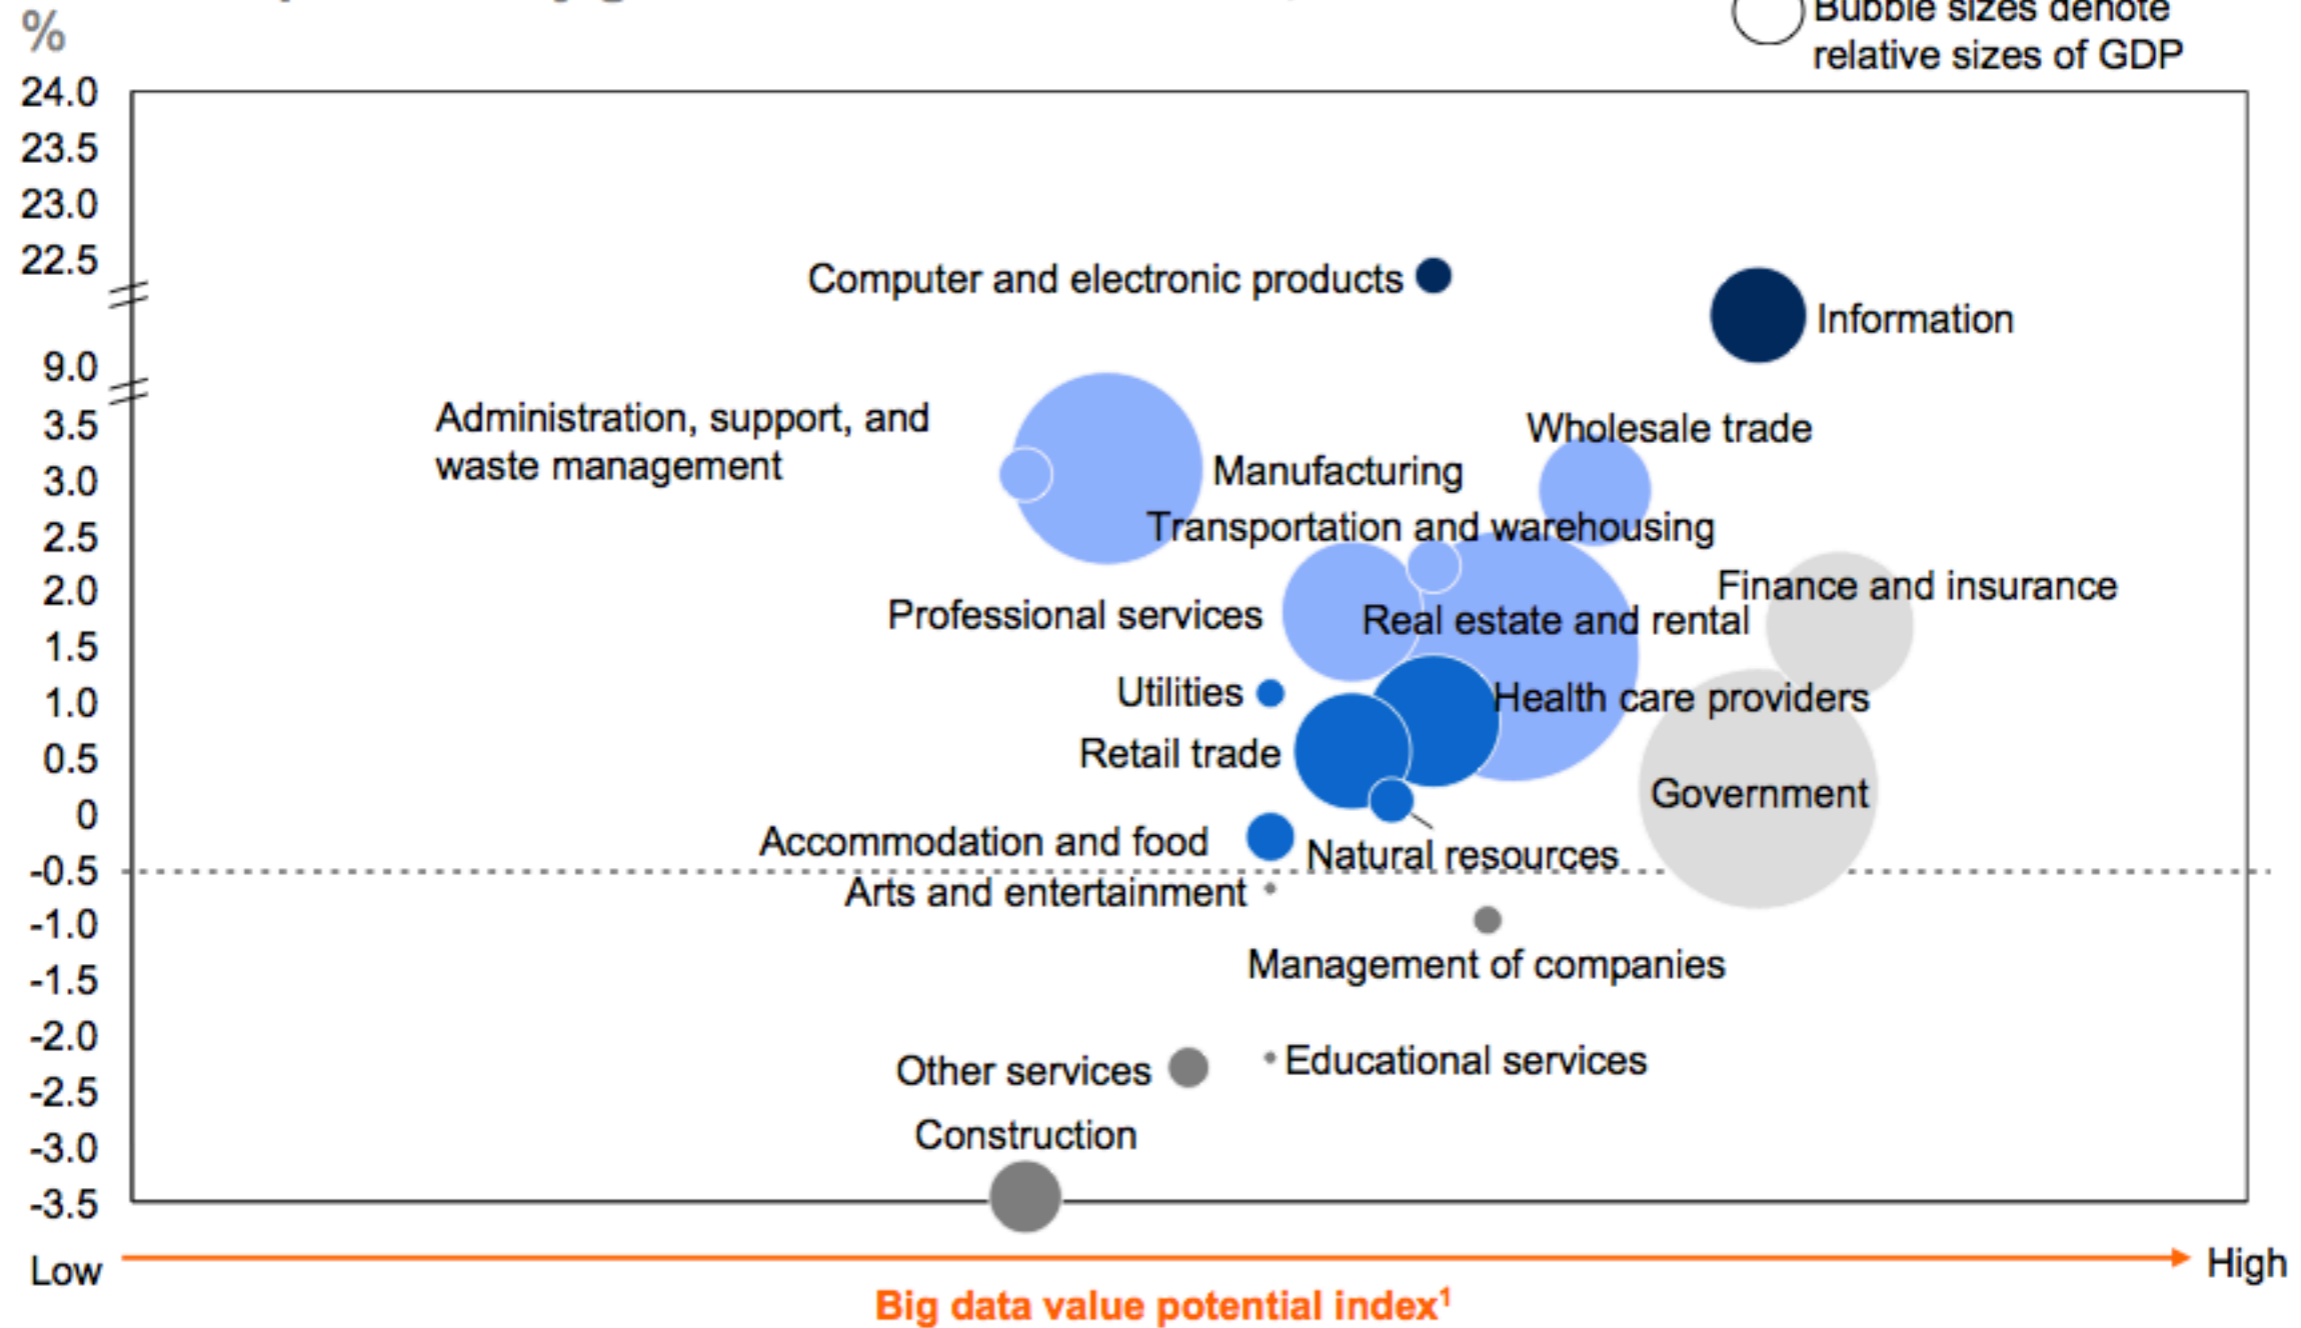 %
Bubble sizes denote
relative sizes of GDP
24.0
23.5
23.0
22.5
9.0
3.5
3.0
2.5
2.0
1.5
1.0
0.5
0
-0.5
-1.0
-1.5
-2.0
-2.5
-3.0
-3.5
Computer and electronic products
Information
Administration, support, and
waste management
Wholesale trade
Manufacturing
Transportation and warehousing
Finance and insurance
Professional services
Real estate and rental
Utilities
Health care providers
Retail trade
Government
Accommodation and food
Natural resources
Arts and entertainment
Management of companies
Other services
Educational services
Construction
Low
High
Big data value potential index¹